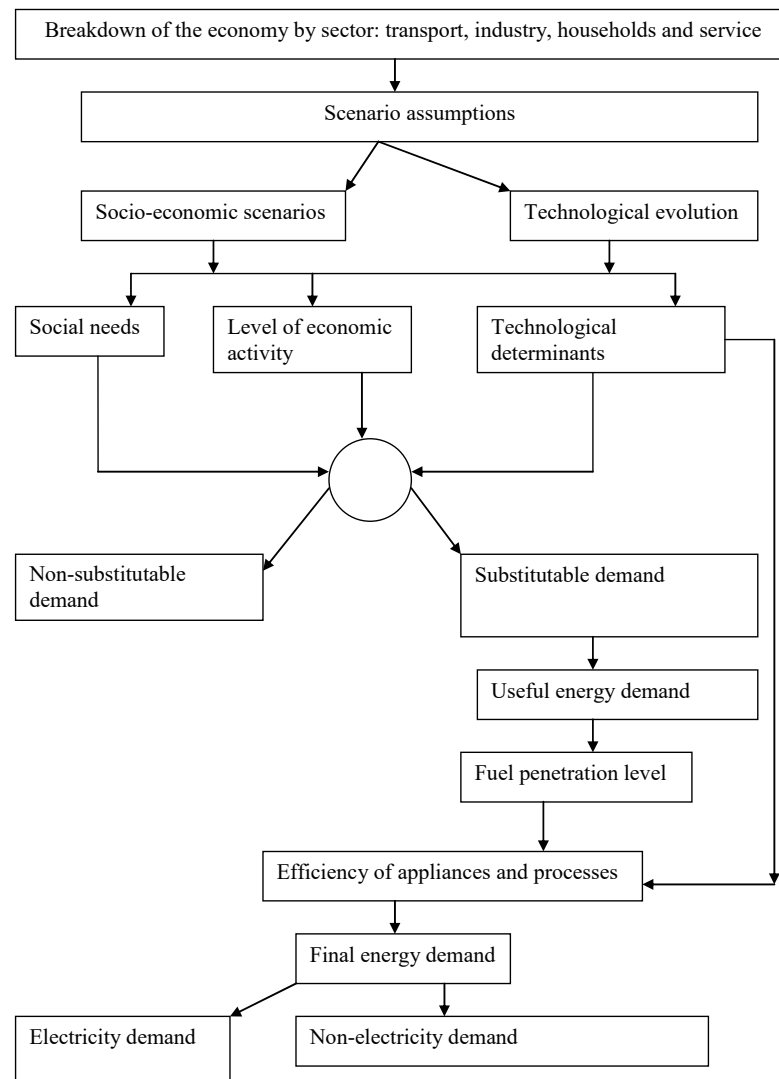 Breakdown of the economy by sector: transport, industry, households and service
Scenario assumptions
Socio-economic scenarios
Technological evolution
Social needs
Level of economic
activity
Technological
determinants
Non-substitutable
demand
Substitutable demand
Useful energy demand
Fuel penetration level
Efficiency of appliances and processes
Final energy demand
Electricity demand
Non-electricity demand